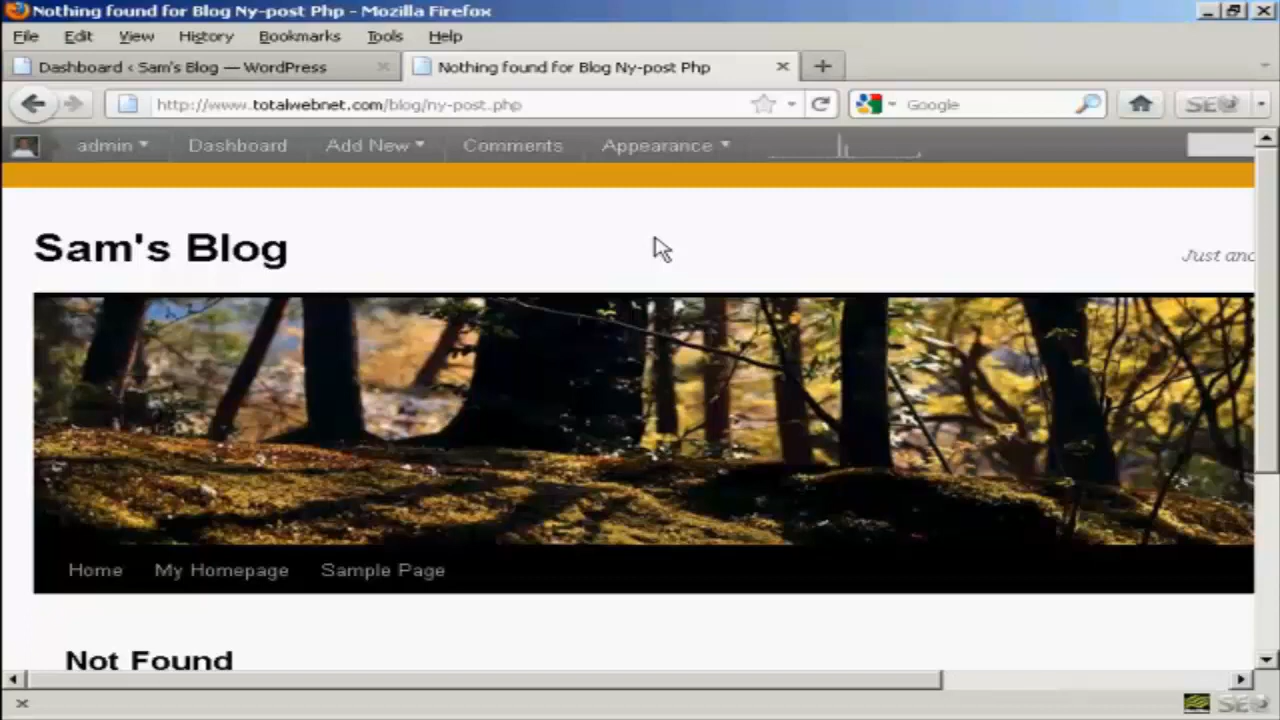 Nothing found for Blog Ny-post Php - Mozilla Firefox
File Edit View History Bookmarks Tools Help
Dashboard ‹ Sam's Blog — WordPress
Nothing found for Blog Ny-post Php
http://www.totalwebnet.com/blog/ny-post.php
Google
SEO
admin Dashboard Add New Comments Appearance
Sam's Blog
Just
Home My Homepage Sample Page
Not Found
SEO